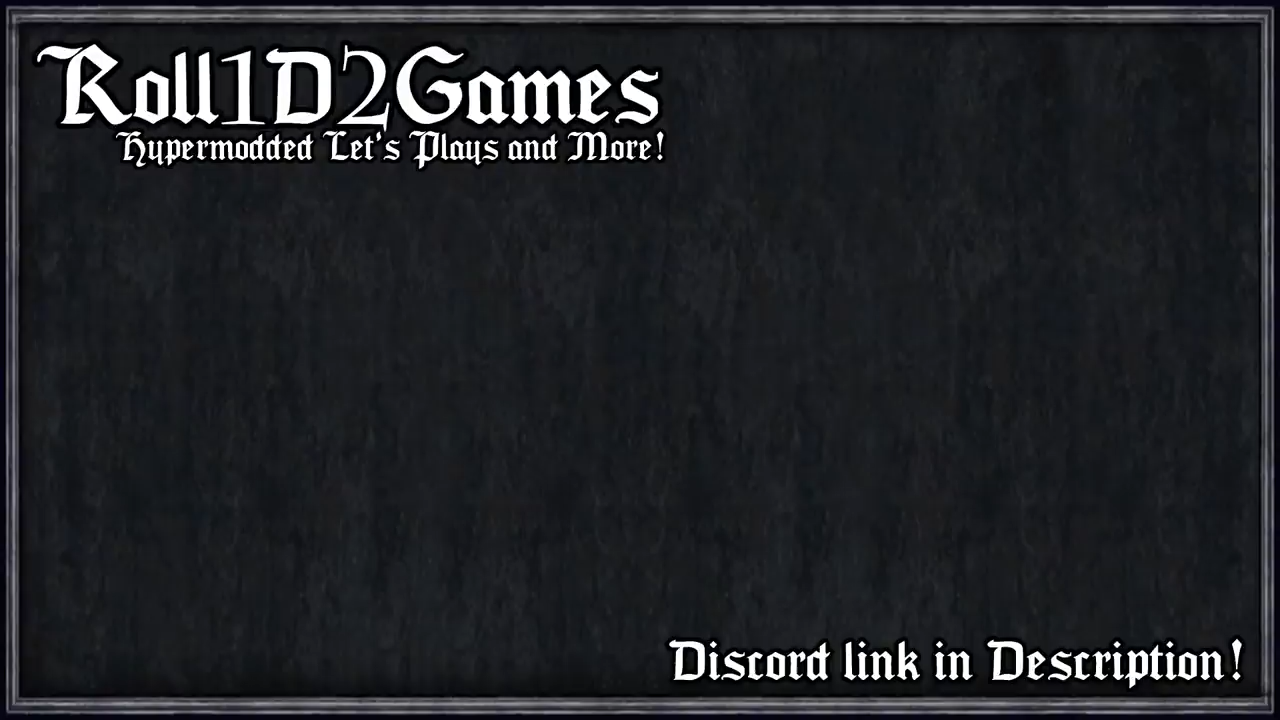 Roll1D2Games
Hypermodded Let's Plays and More!
Discord link in Description!